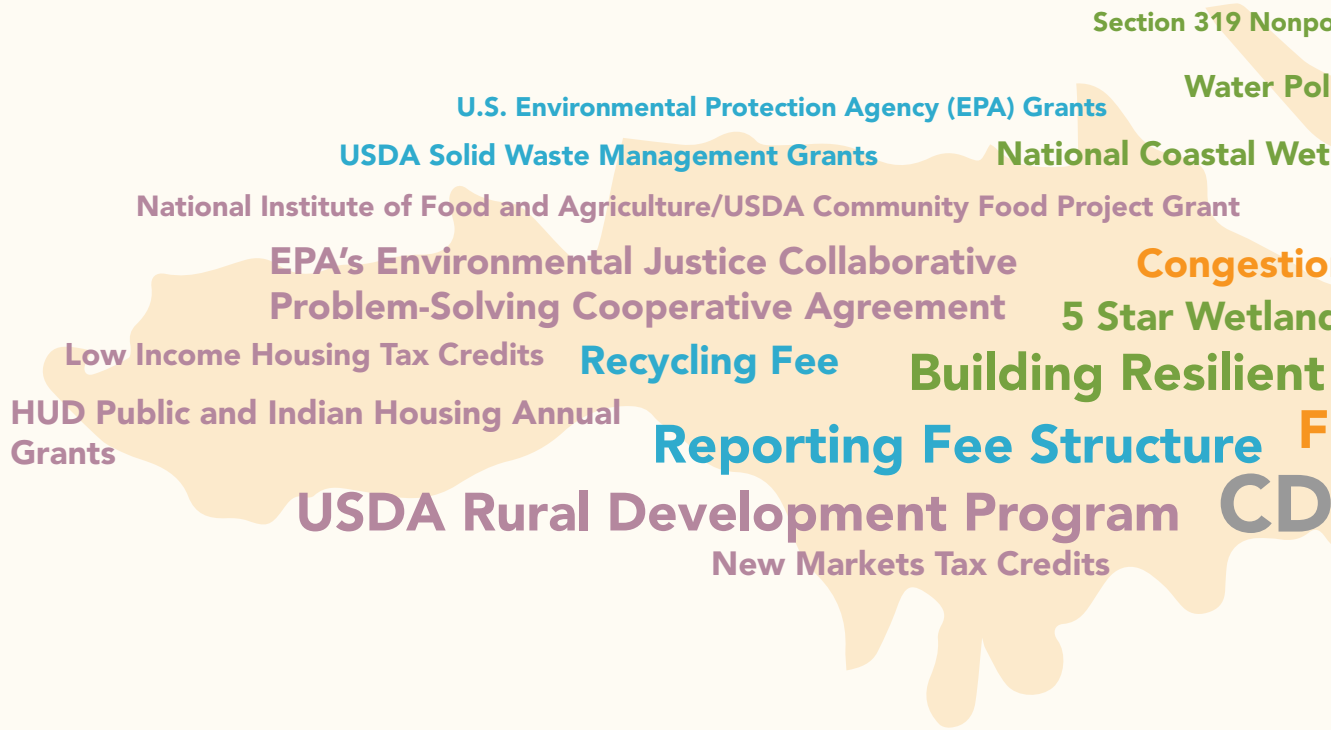 Section 319 Nonpo
Water Pol
U.S. Environmental Protection Agency (EPA) Grants
USDA Solid Waste Management Grants
National Coastal Wet
National Institute of Food and Agriculture/USDA Community Food Project Grant
EPA's Environmental Justice Collaborative
Problem-Solving Cooperative Agreement
Congestion
5 Star Wetland
Low Income Housing Tax Credits
Recycling Fee
Building Resilient
HUD Public and Indian Housing Annual
Grants
Reporting Fee Structure
F
USDA Rural Development Program
CD
New Markets Tax Credits